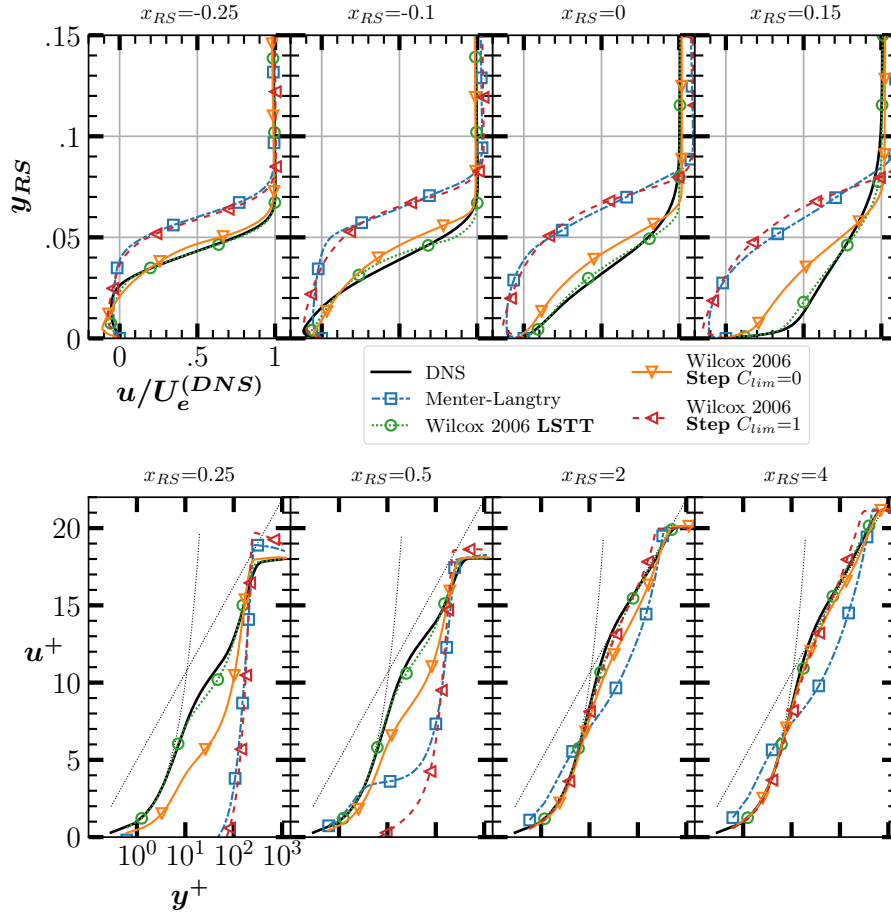 x_RS=-0.25 x_RS=-0.1 x_RS=0 x_RS=0.15
.15
.1
.05
0
y_RS
0 .5 1
u/U_e^(DNS)
DNS
Menter-Langtry
Wilcox 2006 LSTT
Wilcox 2006
Step C_lim=0
Wilcox 2006
Step C_lim=1
x_RS=0.25 x_RS=0.5 x_RS=2 x_RS=4
20
15
10
5
0
u^+
10^0 10^1 10^2 10^3
y^+